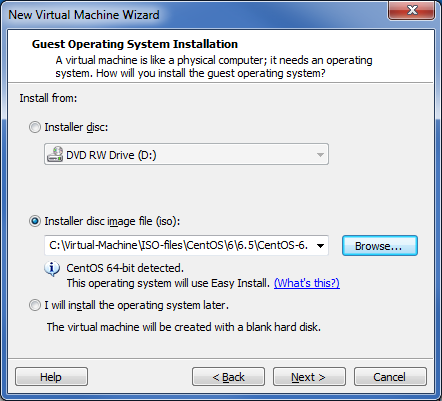 New Virtual Machine Wizard
Guest Operating System Installation
A virtual machine is like a physical computer; it needs an operating
system. How will you install the guest operating system?
Install from:
Installer disc:
DVD RW Drive (D:)
Installer disc image file (iso):
C:\Virtual-Machine\ISO-files\CentOS\6\6.5\CentOS-6. Browse...
CentOS 64-bit detected.
This operating system will use Easy Install. (What's this?)
I will install the operating system later.
The virtual machine will be created with a blank hard disk.
Help < Back Next > Cancel